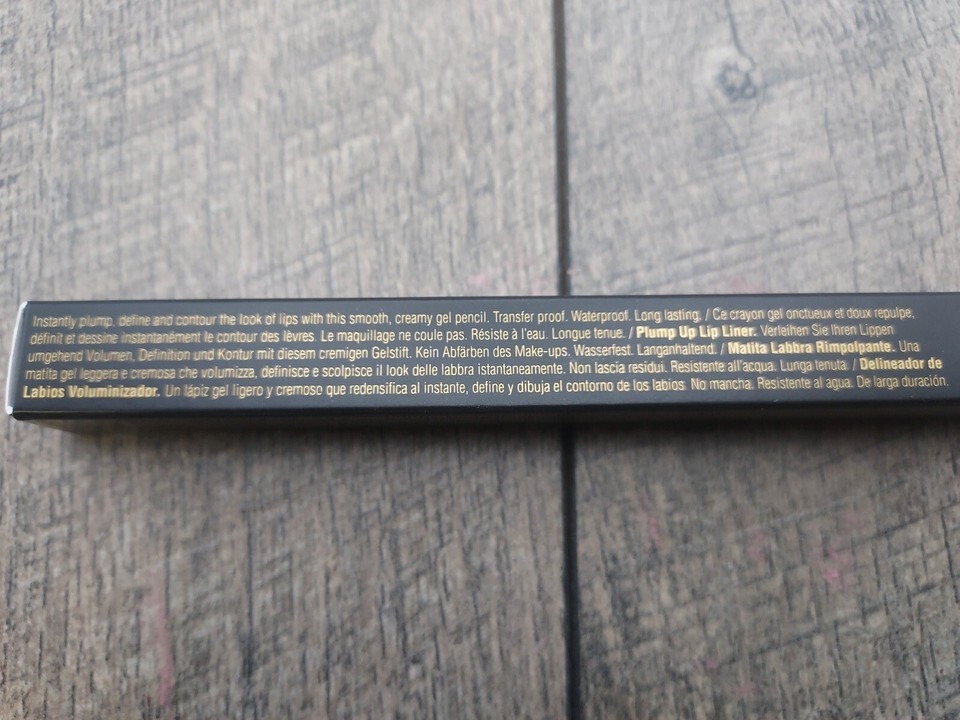 Instantly plump, define and contour the look of lips with this smooth, creamy gel pencil. Transfer proof. Waterproof. Long lasting. / Ce crayon gel onctueux et doux repulpe,
définit et dessine instantanément le contour des lèvres. Le maquillage ne coule pas. Résiste à l'eau. Longue tenue. / Plump Up Lip Liner. Verleihen Sie Ihren Lippen
umgehend Volumen, Definition und Kontur mit diesem cremigen Gelstift. Kein Abfärben des Make-ups. Wasserfest. Langanhaltend. / Matita Labbra Rimpolpante. Una
matita gel leggera e cremosa che volumizza, definisce e scolpisce il look delle labbra istantaneamente. Non lascia residui. Resistente all'acqua. Lunga tenuta. / Delineador de
Labios Voluminizador. Un lápiz gel ligero y cremoso que redensifica al instante, define y dibuja el contorno de los labios. No mancha. Resistente al agua. De larga duración.